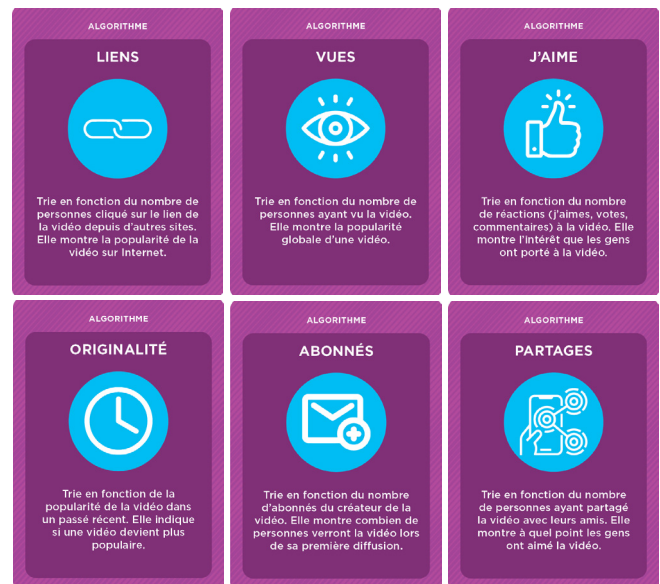 ALGORITHME
LIENS
Trie en fonction du nombre de
personnes cliqué sur le lien de
la vidéo depuis d'autres sites.
Elle montre la popularité de la
vidéo sur Internet.
ALGORITHME
VUES
Trie en fonction du nombre de
personnes ayant vu la vidéo.
Elle montre la popularité
globale d'une vidéo.
ALGORITHME
J'AIME
Trie en fonction du nombre
de réactions (j'aimes, votes,
commentaires) à la vidéo. Elle
montre l'intérêt que les gens
ont porté à la vidéo.
ALGORITHME
ORIGINALITÉ
Trie en fonction de la
popularité de la vidéo dans
un passé récent. Elle indique
si une vidéo devient plus
populaire.
ALGORITHME
ABONNÉS
Trie en fonction du nombre
d'abonnés du créateur de la
vidéo. Elle montre combien de
personnes verront la vidéo lors
de sa première diffusion.
ALGORITHME
PARTAGES
Trie en fonction du nombre
de personnes ayant partagé
la vidéo avec leurs amis. Elle
montre à quel point les gens
ont aimé la vidéo.